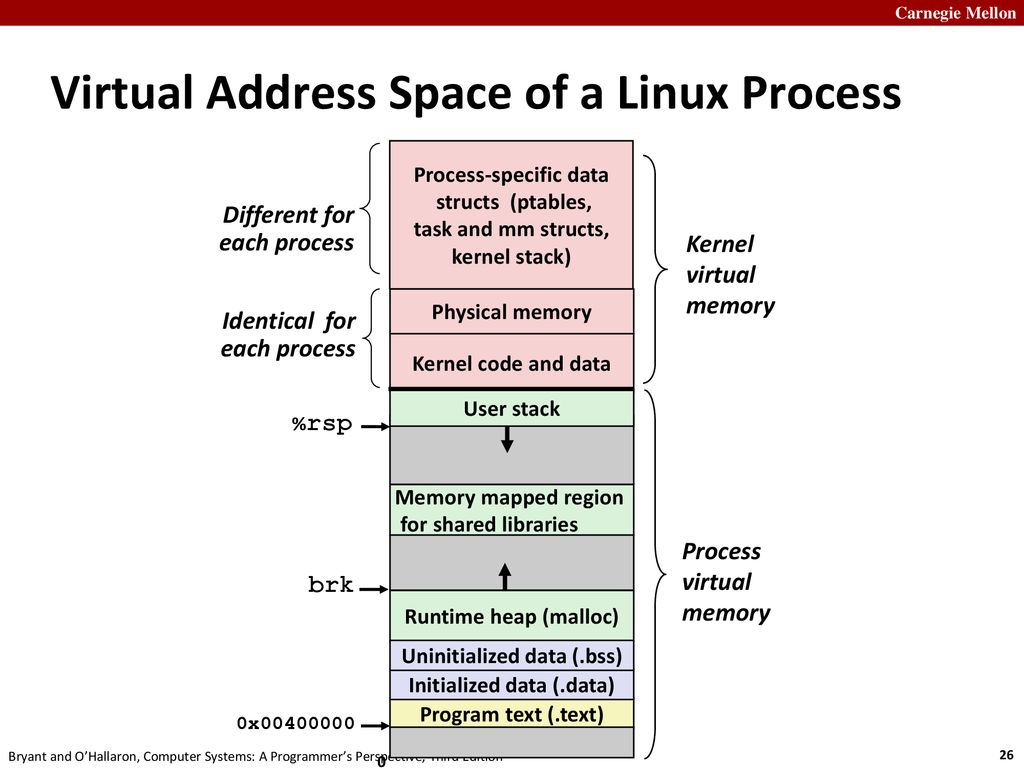 Carnegie Mellon
Virtual Address Space of a Linux Process
Different for
each process
Process-specific data
structs (ptables,
task and mm structs,
kernel stack)
Kernel
virtual
memory
Identical for
each process
Physical memory
Kernel code and data
%rsp
User stack
Memory mapped region
for shared libraries
brk
Runtime heap (malloc)
Process
virtual
memory
Uninitialized data (.bss)
Initialized data (.data)
Program text (.text)
0x00400000
0
Bryant and O’Hallaron, Computer Systems: A Programmer’s Perspective, Third Edition
26